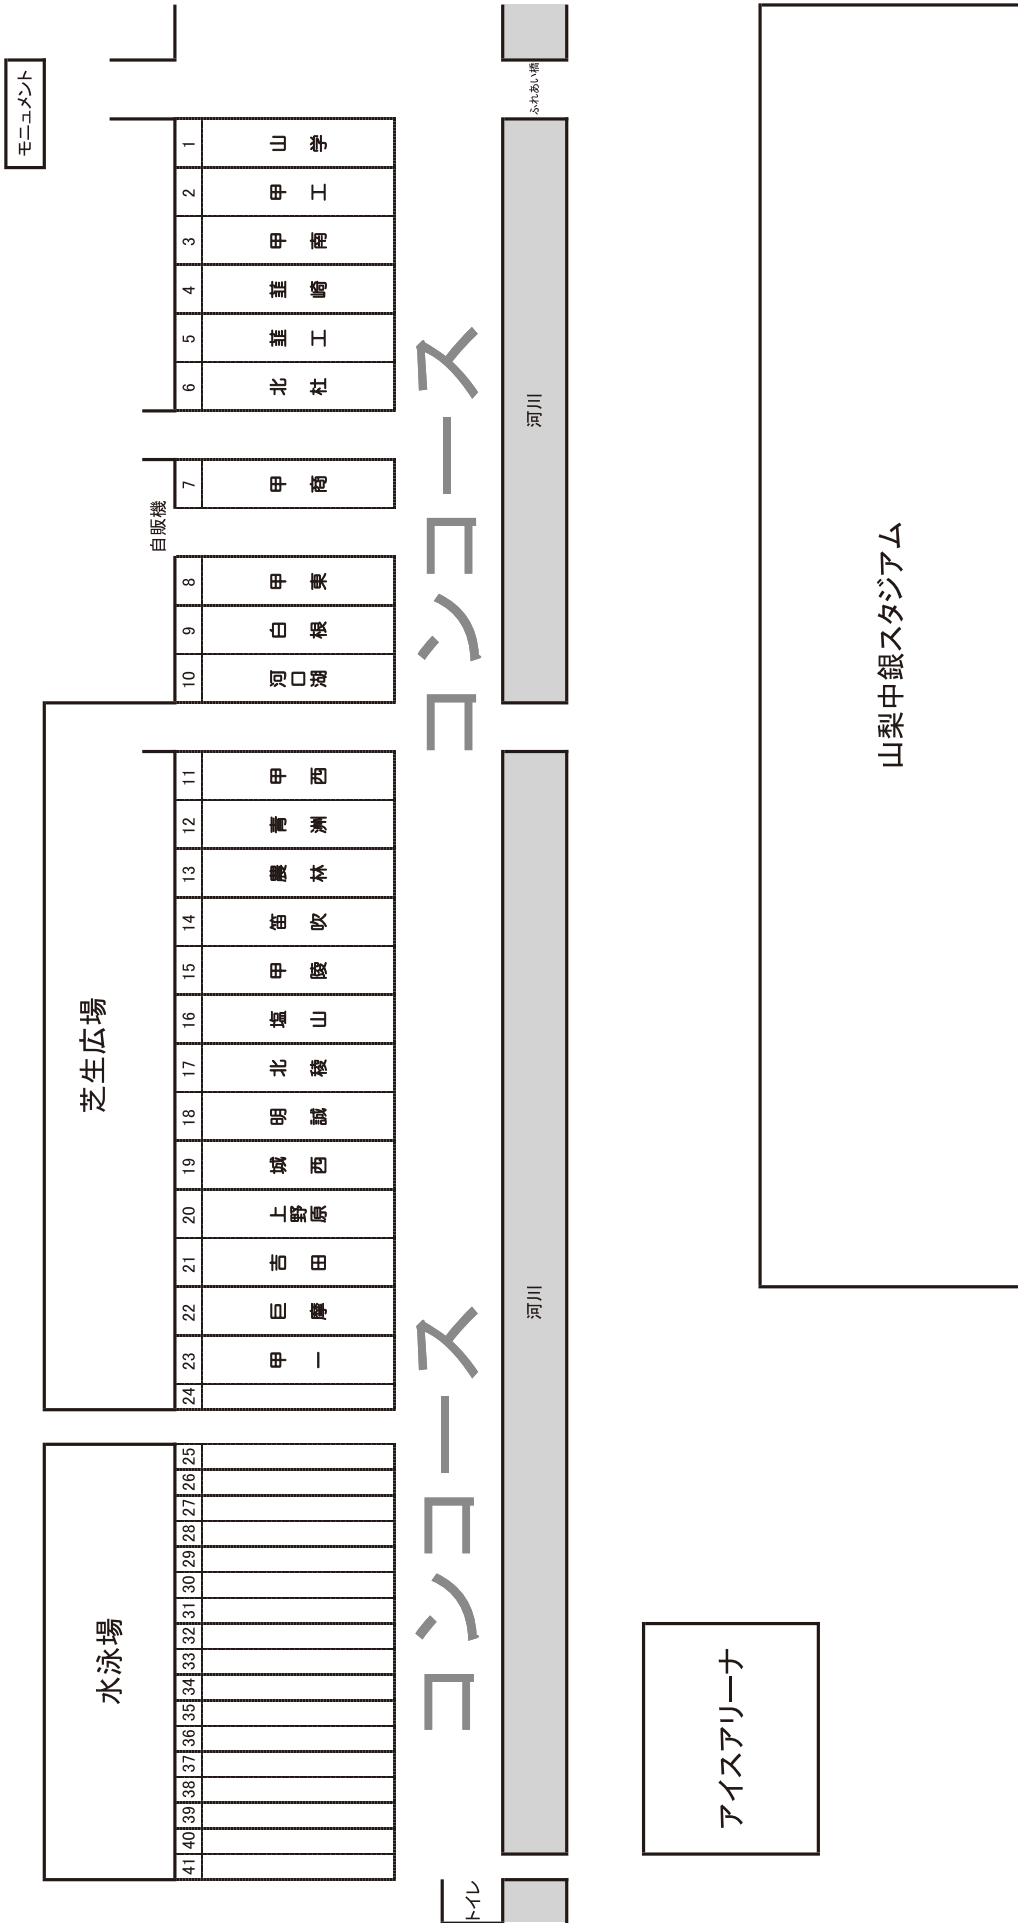 モニュメント
ふれあい橋
1 山学
2 甲工
3 甲南
4 韮崎
5 韮工
6 北杜
7 甲商
自販機
8 甲東
9 白根
10 河口湖
11 甲西
12 青洲
13 農林
14 笛吹
15 甲陵
16 塩山
17 北稜
18 明誠
19 城西
20 上野原
21 吉田
22 巨摩
23 甲一
24
25
26
27
28
29
30
31
32
33
34
35
36
37
38
39
40
41
芝生広場
水泳場
コンコース
コンコース
河川
河川
トイレ
山梨中銀スタジアム
アイスアリーナ